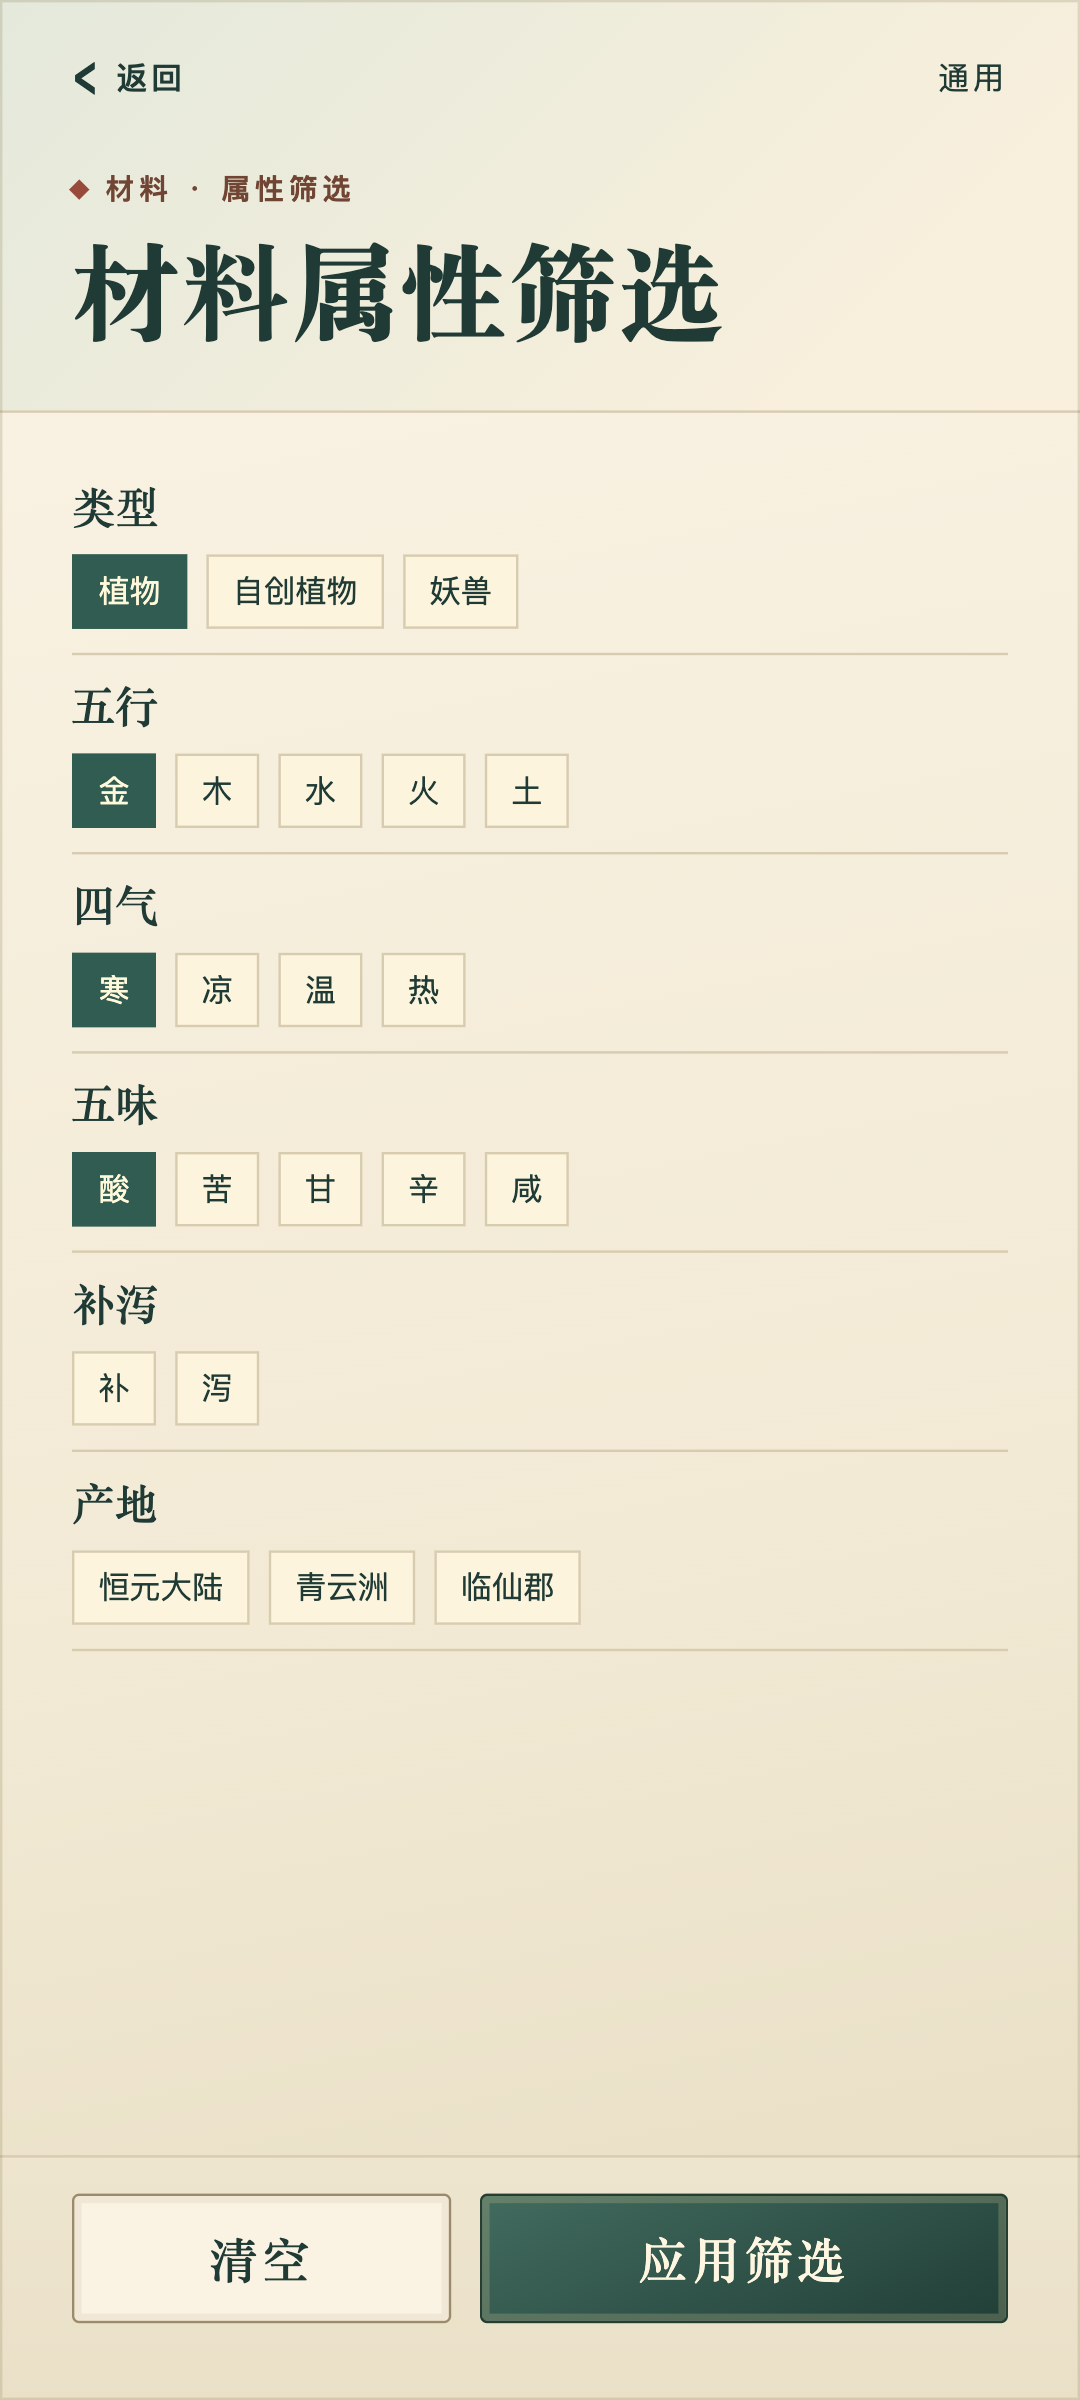 返回 通用
材料 · 属性筛选
材料属性筛选
类型
植物 自创植物 妖兽
五行
金 木 水 火 土
四气
寒 凉 温 热
五味
酸 苦 甘 辛 咸
补泻
补 泻
产地
恒元大陆 青云洲 临仙郡
清空 应用筛选